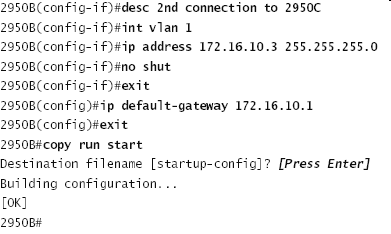 2950B(config-if)#desc 2nd connection to 2950C
2950B(config-if)#int vlan 1
2950B(config-if)#ip address 172.16.10.3 255.255.255.0
2950B(config-if)#no shut
2950B(config-if)#exit
2950B(config)#ip default-gateway 172.16.10.1
2950B(config)#exit
2950B#copy run start
Destination filename [startup-config]? [Press Enter]
Building configuration...
[OK]
2950B#